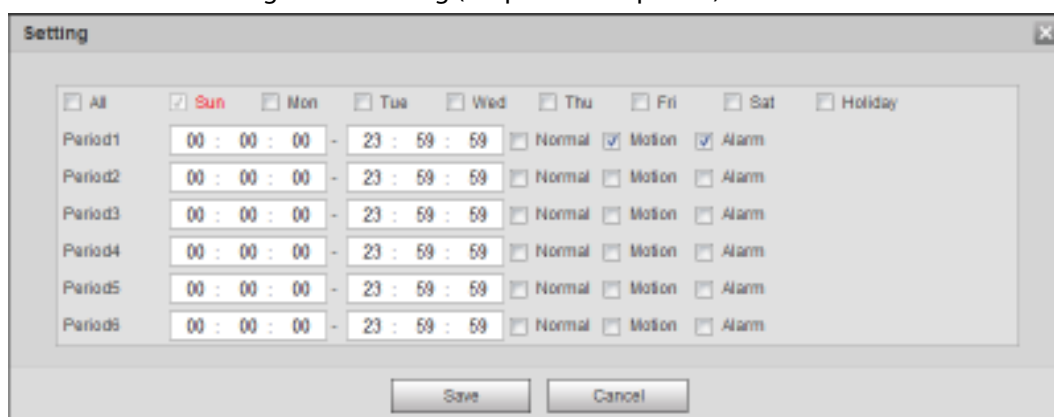 Setting
All Sun Mon Tue Wed Thu Fri Sat Holiday
Period1 00 : 00 : 00 - 23 : 59 : 59 Normal Motion Alarm
Period2 00 : 00 : 00 - 23 : 59 : 59 Normal Motion Alarm
Period3 00 : 00 : 00 - 23 : 59 : 59 Normal Motion Alarm
Period4 00 : 00 : 00 - 23 : 59 : 59 Normal Motion Alarm
Period5 00 : 00 : 00 - 23 : 59 : 59 Normal Motion Alarm
Period6 00 : 00 : 00 - 23 : 59 : 59 Normal Motion Alarm
Save Cancel